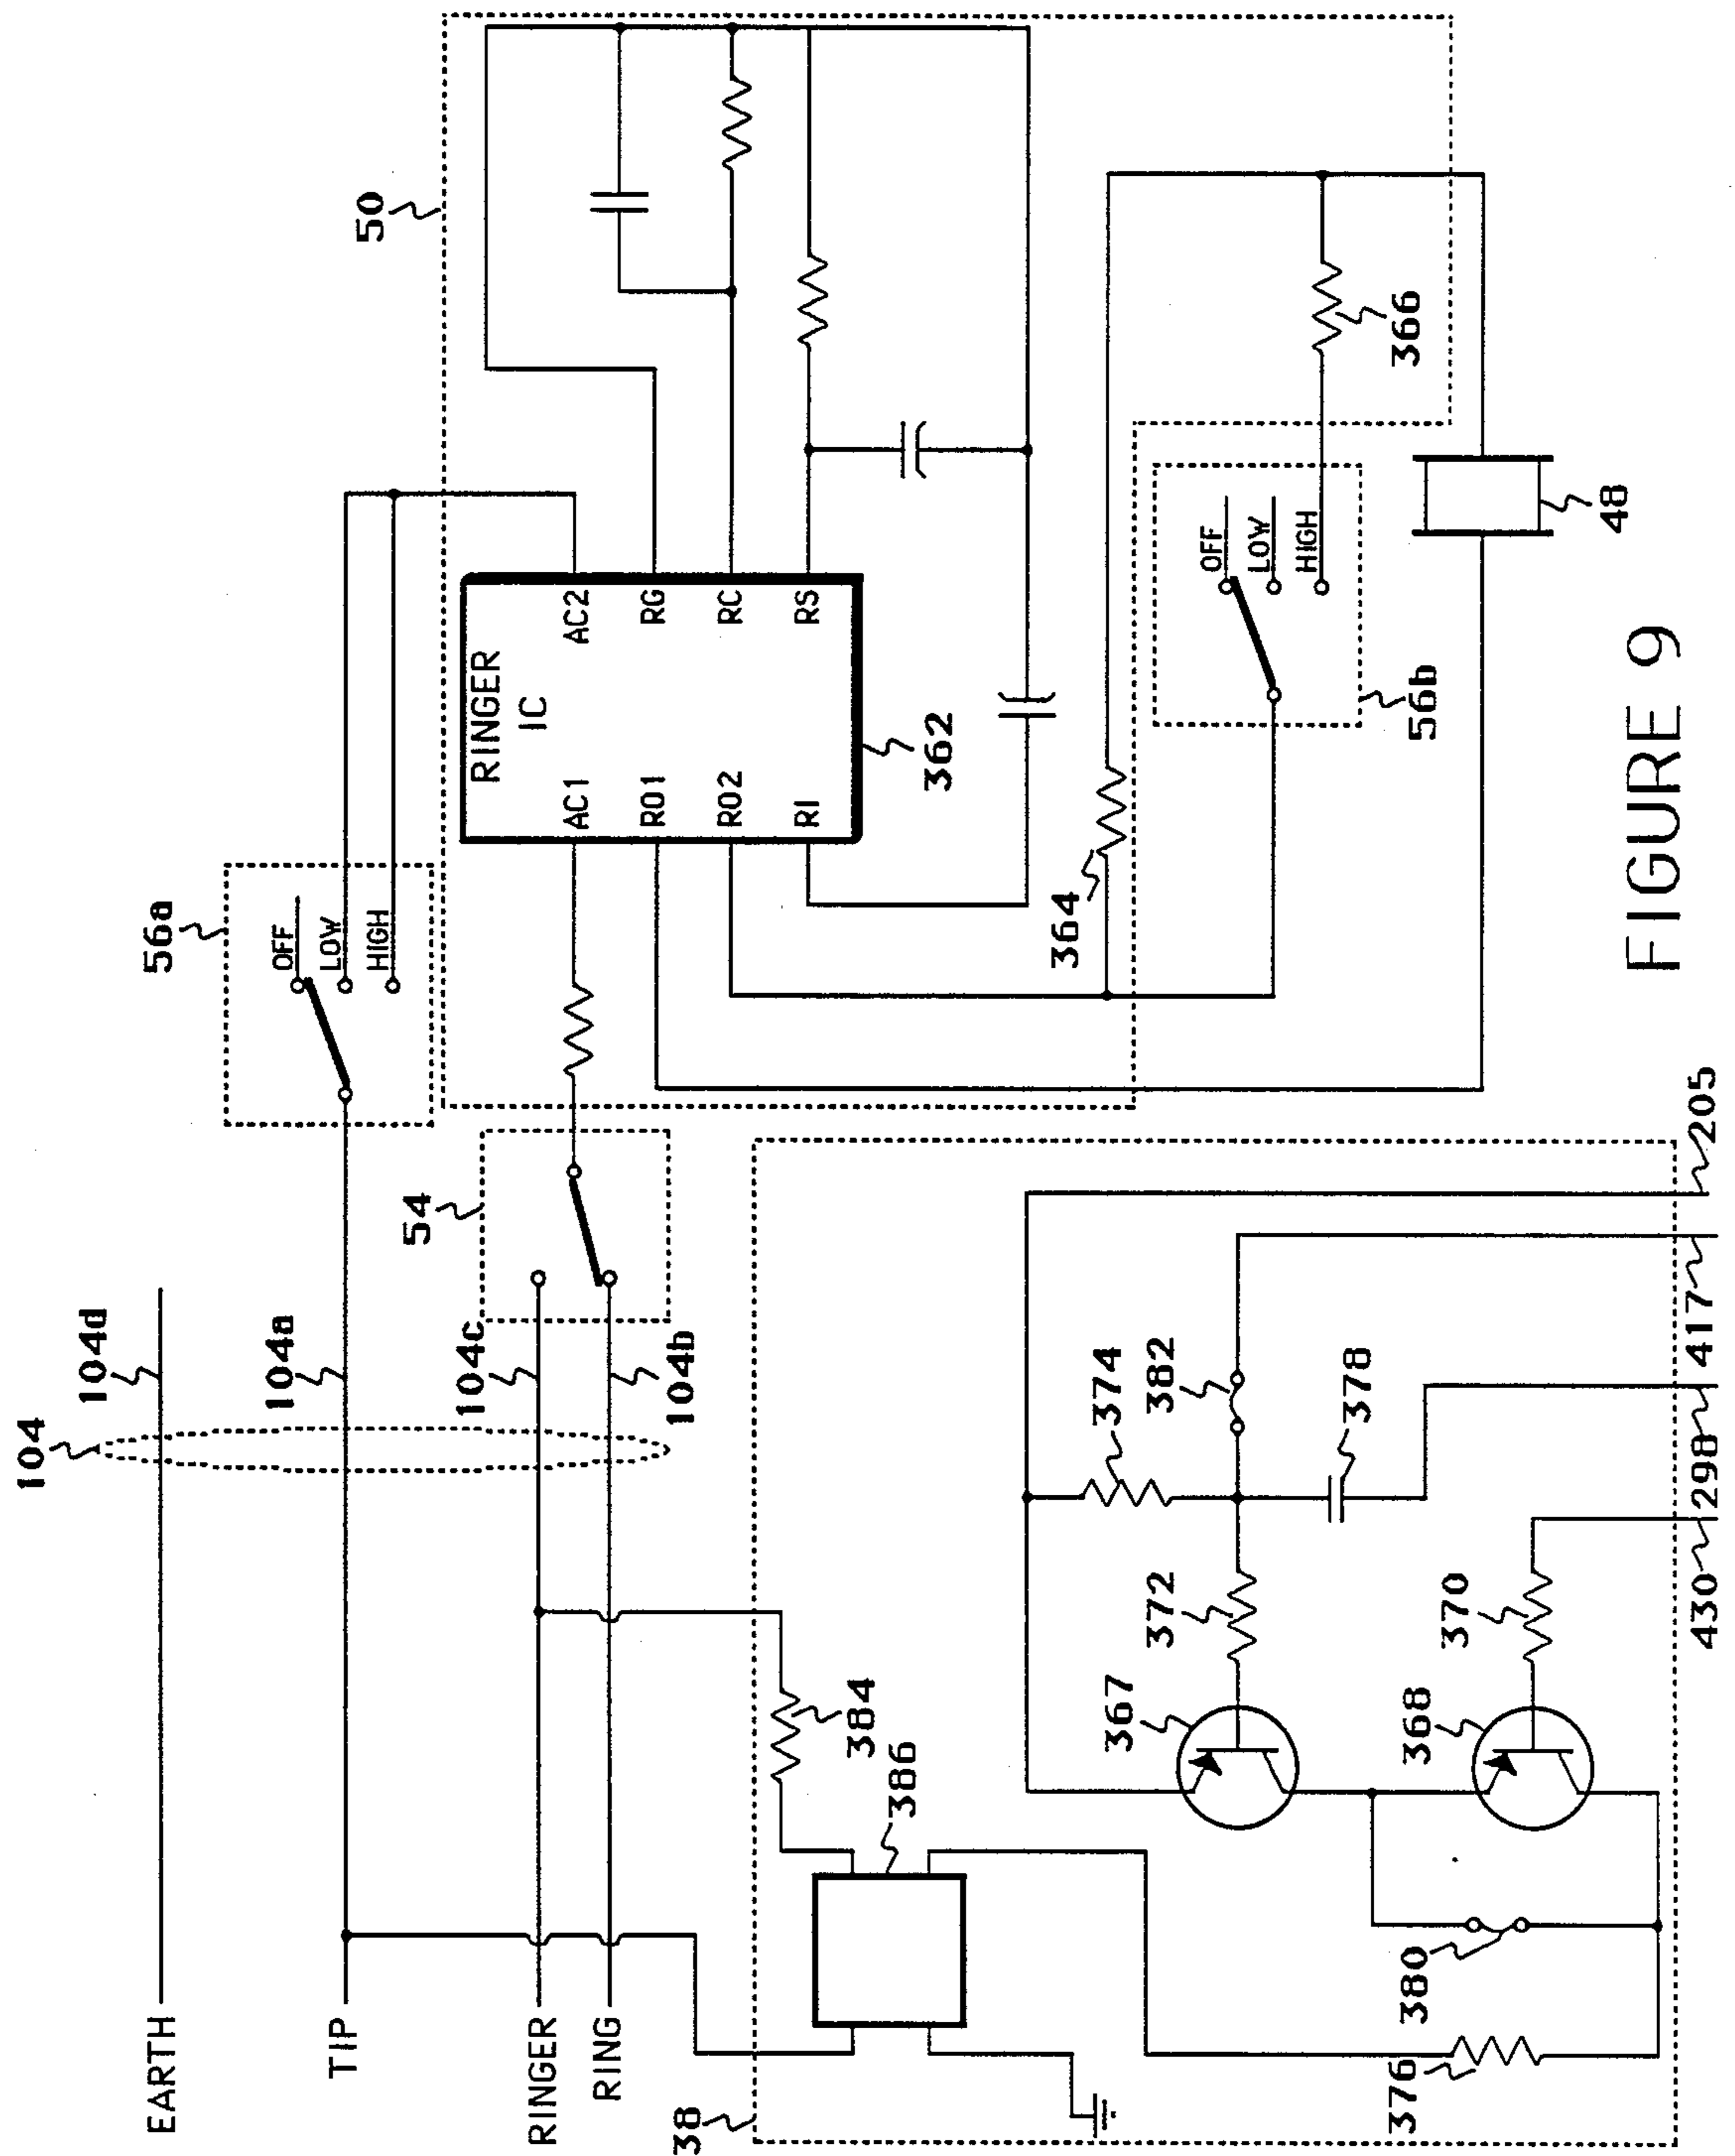 104
104d
EARTH
56a
OFF
LOW
HIGH
104a
TIP
50
54
104c
RINGER
104b
RING
RINGER
IC
AC1
AC2
RO1
RG
RO2
RC
RI
RS
362
364
366
OFF
LOW
HIGH
56b
48
38
384
386
367
372
374
382
378
368
370
380
376
205
417
298
430
FIGURE 9